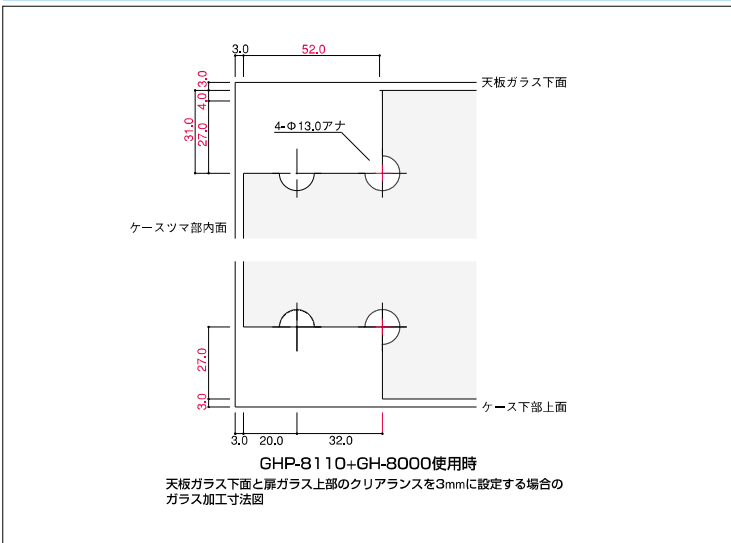 3.0
52.0
3.0
天板ガラス下面
4.0
31.0
27.0
4-Φ13.0アナ
ケースツマ部内面
27.0
3.0
ケース下部上面
3.0
20.0
32.0
GHP-8110+GH-8000使用時
天板ガラス下面と扉ガラス上部のクリアランスを3mmに設定する場合の
ガラス加工寸法図